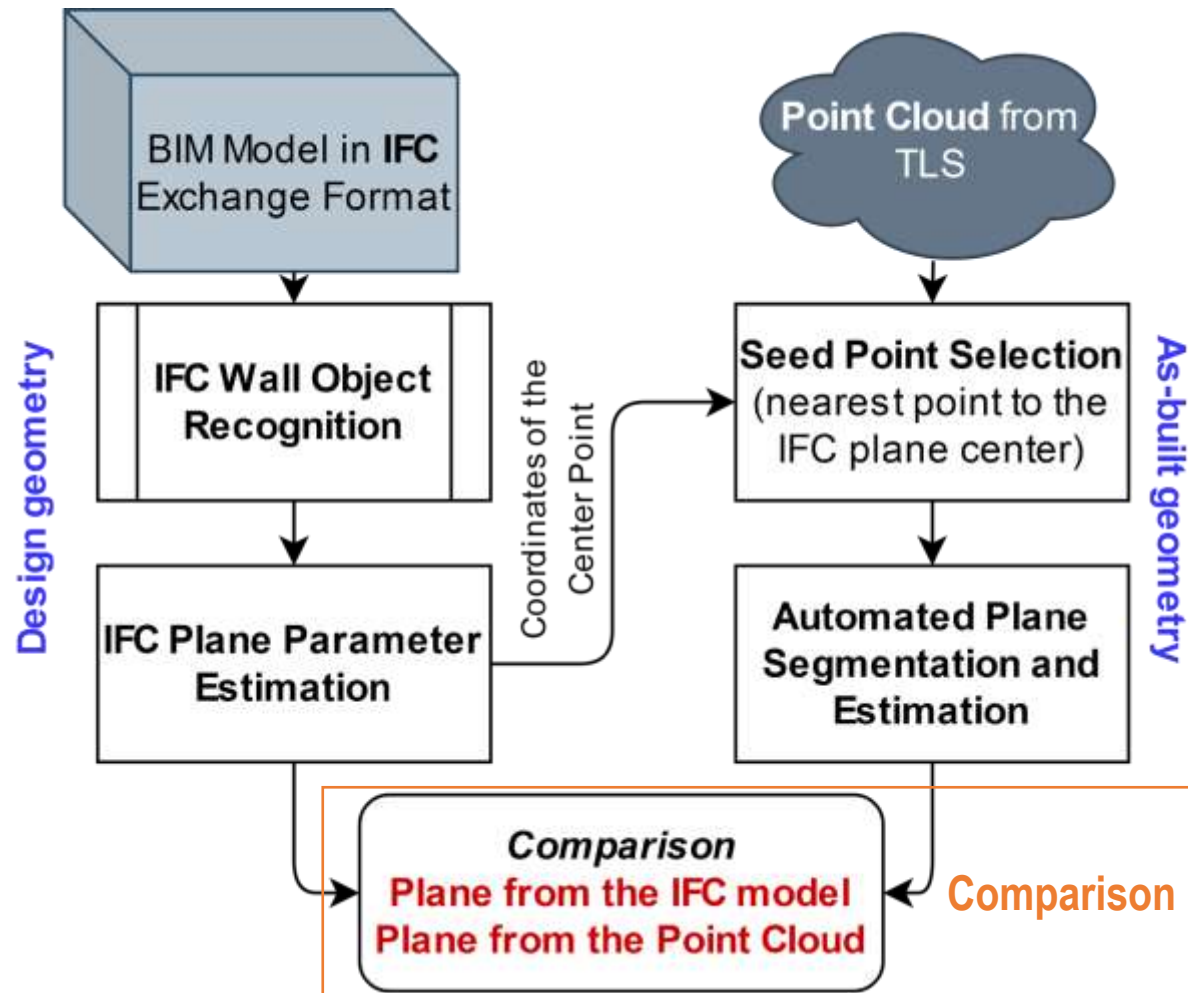 BIM Model in IFC
Exchange Format
Point Cloud from
TLS
Design geometry
IFC Wall Object
Recognition
Coordinates of the
Center Point
Seed Point Selection
(nearest point to the
IFC plane center)
As-built geometry
IFC Plane Parameter
Estimation
Automated Plane
Segmentation and
Estimation
Comparison
Plane from the IFC model
Plane from the Point Cloud
Comparison